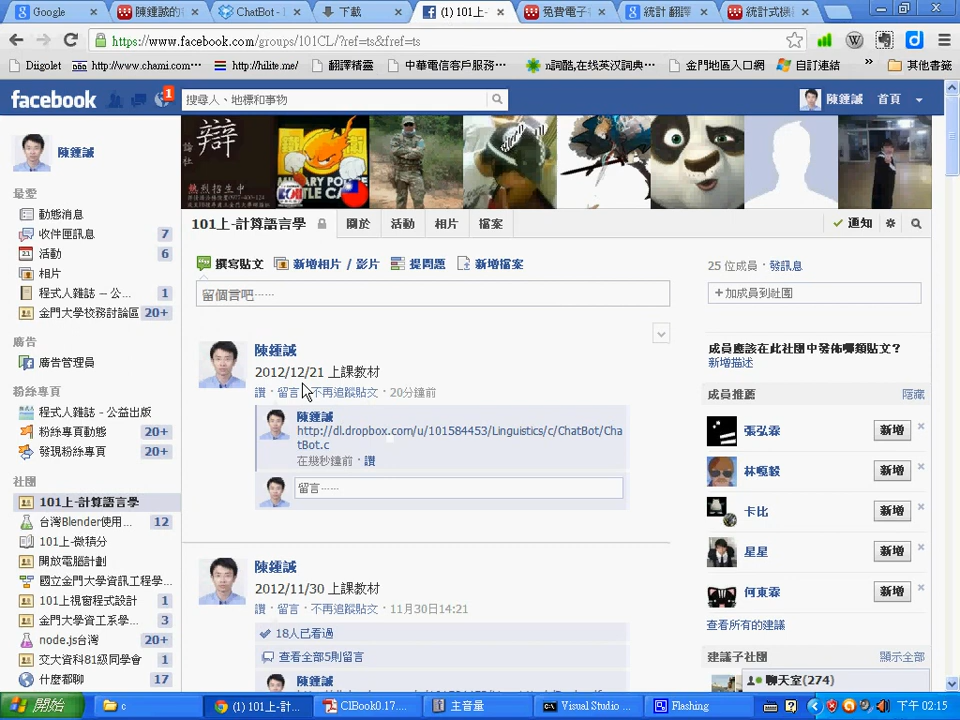 Google
陳鍾誠的
ChatBot -
下載
(1) 101上-
免費電子
統計 翻譯
統計式機
https://www.facebook.com/groups/101CL/?ref=ts&fref=ts
Diigolet
http://www.chami.com…
http://hilite.me/
翻譯精靈
中華電信客戶服務…
n詞酷,在线英汉词典…
金門地區入口網
自訂連結
»
其他書籤
facebook
1
搜尋人、地標和事物
陳鍾誠
首頁
陳鍾誠
辯
論
社
熱烈招生中
最愛
動態消息
收件匣訊息 7
活動 6
相片
程式人雜誌 -- 公... 1
金門大學校務討論區 20+
廣告
廣告管理員
粉絲專頁
程式人雜誌 - 公益出版
粉絲專頁動態 20+
發現粉絲專頁 20+
社團
101上-計算語言學
台灣Blender使用... 12
101上-微積分
開放電腦計劃
國立金門大學資訊工程學...
101上視窗程式設計 1
金門大學資工系學... 3
node.js台灣 20+
交大資科81級同學會 1
什麼都聊 17
101上-計算語言學
關於
活動
相片
檔案
通知
撰寫貼文
新增相片 / 影片
提問題
新增檔案
留個言吧……
陳鍾誠
2012/12/21 上課教材
讚 · 留言 · 不再追蹤貼文 · 20分鐘前
陳鍾誠
http://dl.dropbox.com/u/101584453/Linguistics/c/ChatBot/Cha
tBot.c
在幾秒鐘前 · 讚
留言……
陳鍾誠
2012/11/30 上課教材
讚 · 留言 · 不再追蹤貼文 · 11月30日14:21
18人已看過
查看全部5則留言
陳鍾誠
25 位成員 · 發訊息
+加成員到社團
成員應該在此社團中發佈哪類貼文?
新增描述
成員推薦 隱藏
張弘霖 新增
林嘎毅 新增
卡比 新增
星星 新增
何東霖 新增
查看所有的建議
建議子社團 顯示全部
聊天室(274)
開始
c
(1) 101上-計...
ClBook0.17....
主音量
Visual Studio ...
Flashing
下午 02:15